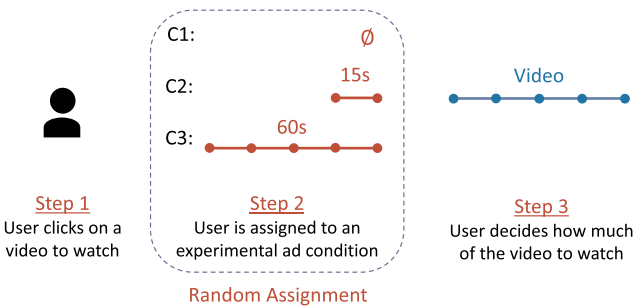 C1:
Ø
C2:
15s
C3:
60s
Video
Step 1
User clicks on a
video to watch
Step 2
User is assigned to an
experimental ad condition
Step 3
User decides how much
of the video to watch
Random Assignment